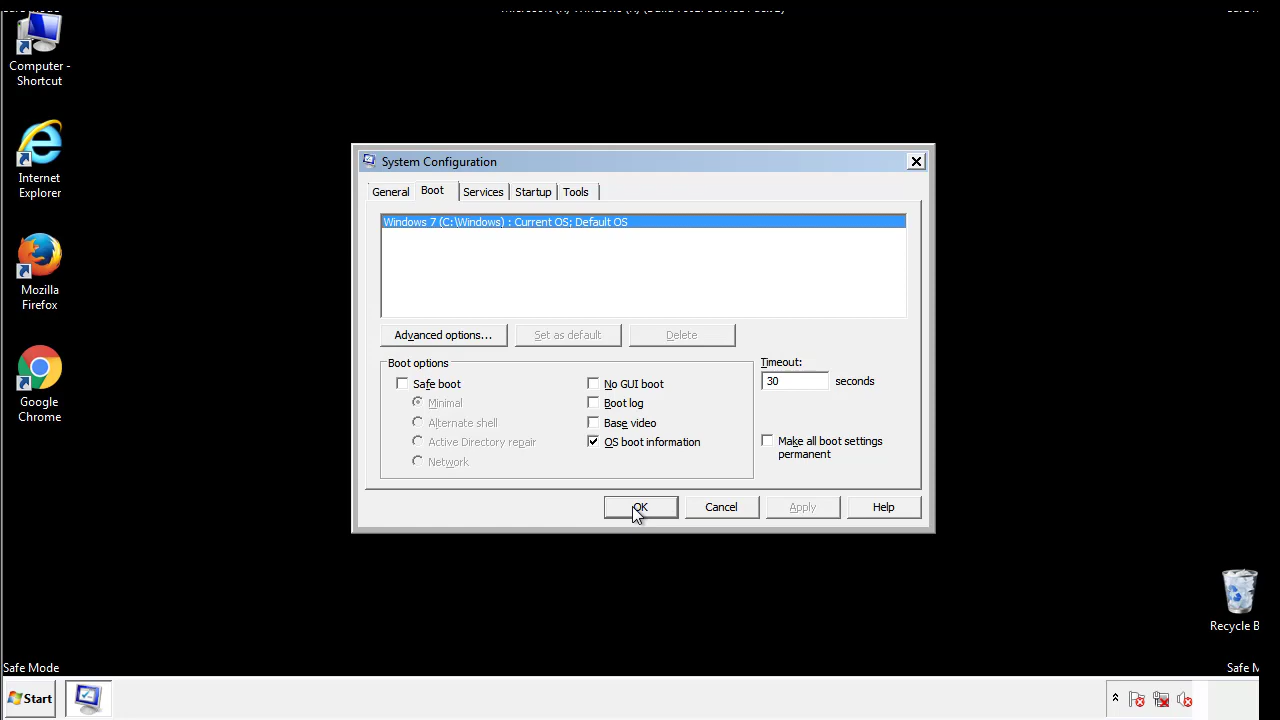 Computer -
Shortcut
Internet
Explorer
Mozilla
Firefox
Google
Chrome
System Configuration
General Boot Services Startup Tools
Windows 7 (C:\Windows) : Current OS; Default OS
Advanced options... Set as default Delete
Boot options
Safe boot
Minimal
Alternate shell
Active Directory repair
Network
No GUI boot
Boot log
Base video
OS boot information
Timeout:
30 seconds
Make all boot settings
permanent
OK Cancel Apply Help
Recycle B
Safe Mode
Safe M
Start